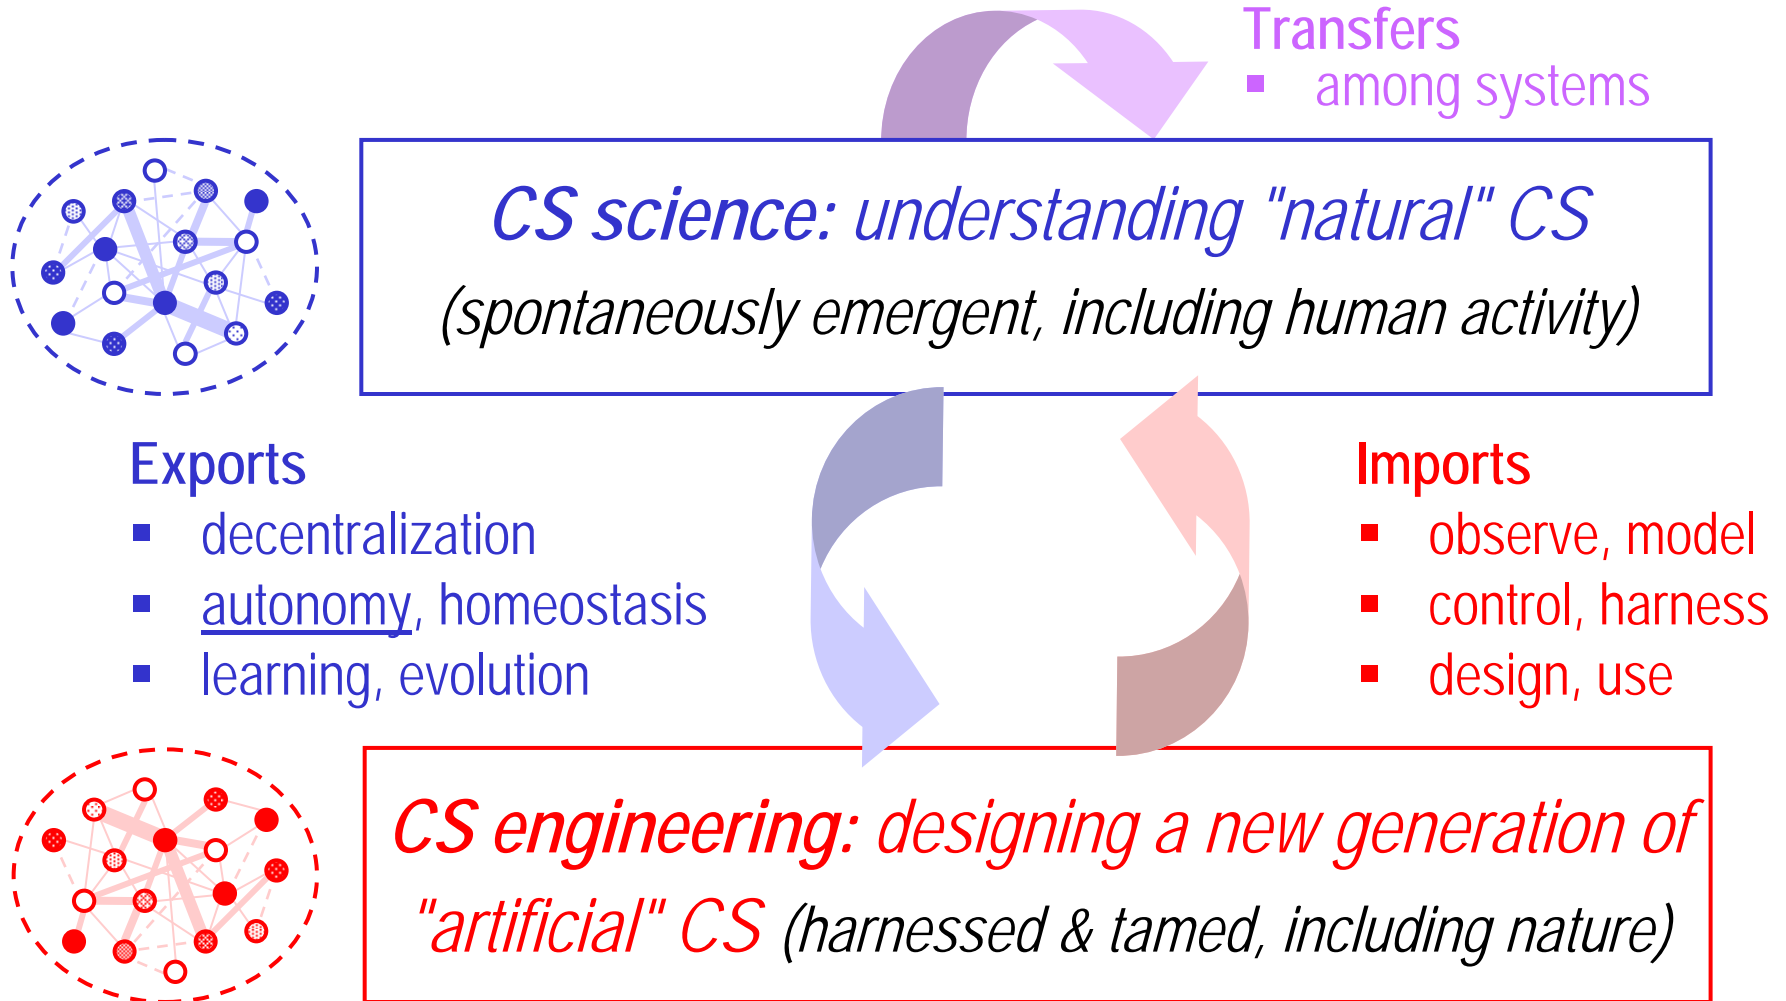 Transfers
▪ among systems
CS science: understanding "natural" CS
(spontaneously emergent, including human activity)
Exports
▪ decentralization
▪ autonomy, homeostasis
▪ learning, evolution
Imports
▪ observe, model
▪ control, harness
▪ design, use
CS engineering: designing a new generation of
"artificial" CS (harnessed & tamed, including nature)